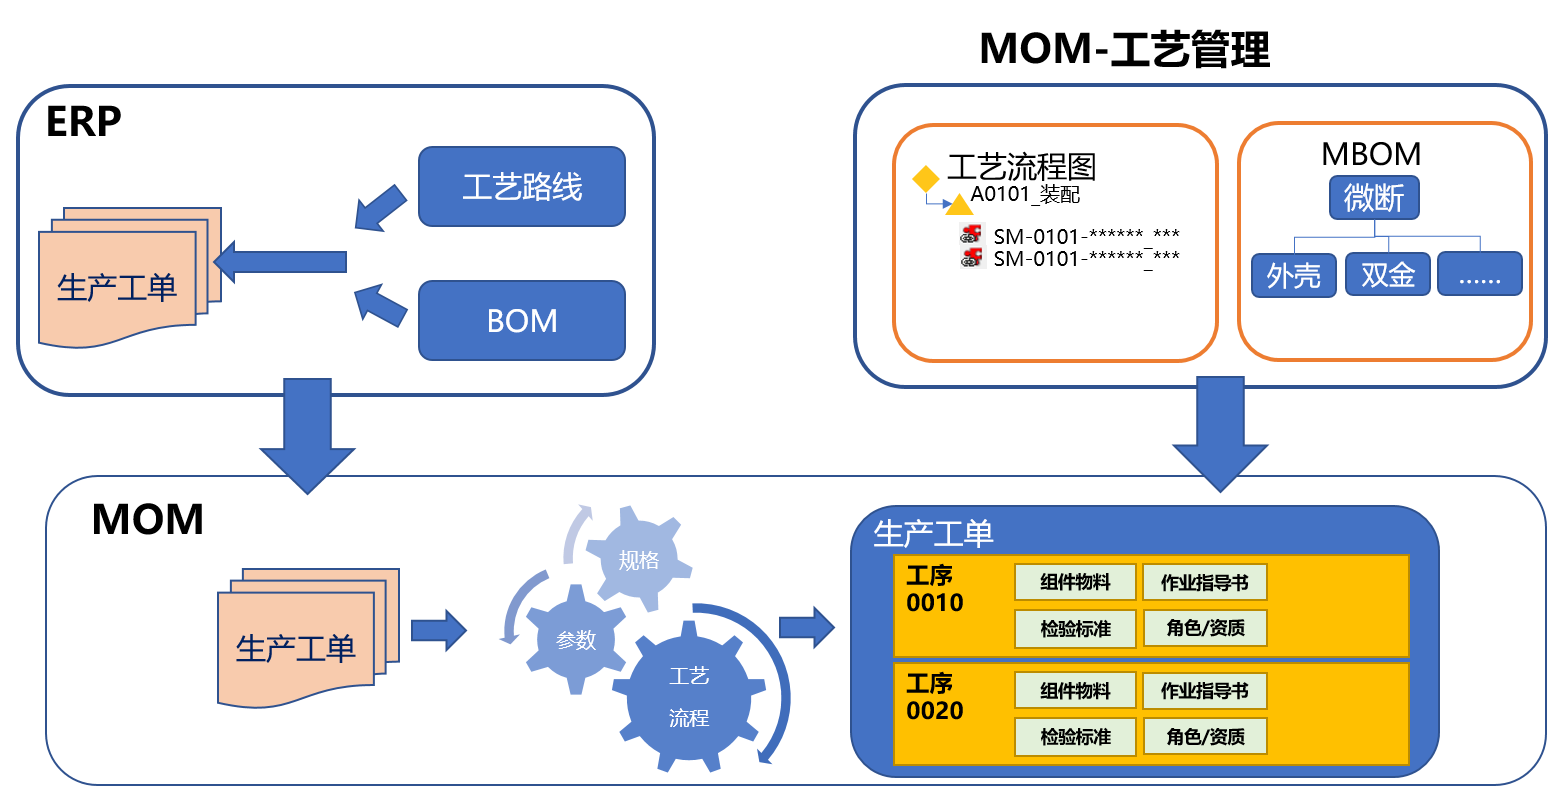 MOM-工艺管理
ERP
工艺路线
生产工单
BOM
工艺流程图
A0101_装配
SM-0101-******_***
SM-0101-******_***
MBOM
微断
外壳
双金
......
MOM
生产工单
规格
参数
工艺
流程
生产工单
工序
0010
组件物料
作业指导书
检验标准
角色/资质
工序
0020
组件物料
作业指导书
检验标准
角色/资质